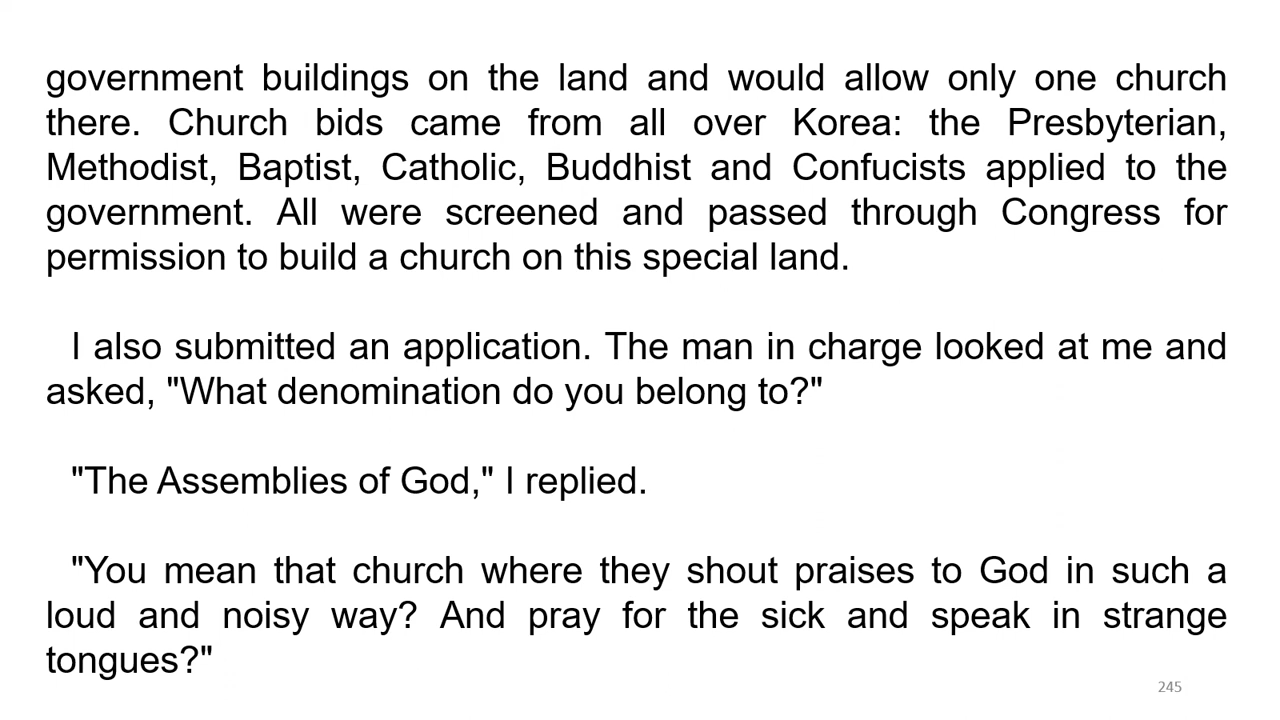 government buildings on the land and would allow only one church
there. Church bids came from all over Korea: the Presbyterian,
Methodist, Baptist, Catholic, Buddhist and Confucists applied to the
government. All were screened and passed through Congress for
permission to build a church on this special land.
I also submitted an application. The man in charge looked at me and
asked, "What denomination do you belong to?"
"The Assemblies of God," I replied.
"You mean that church where they shout praises to God in such a
loud and noisy way? And pray for the sick and speak in strange
tongues?"
245